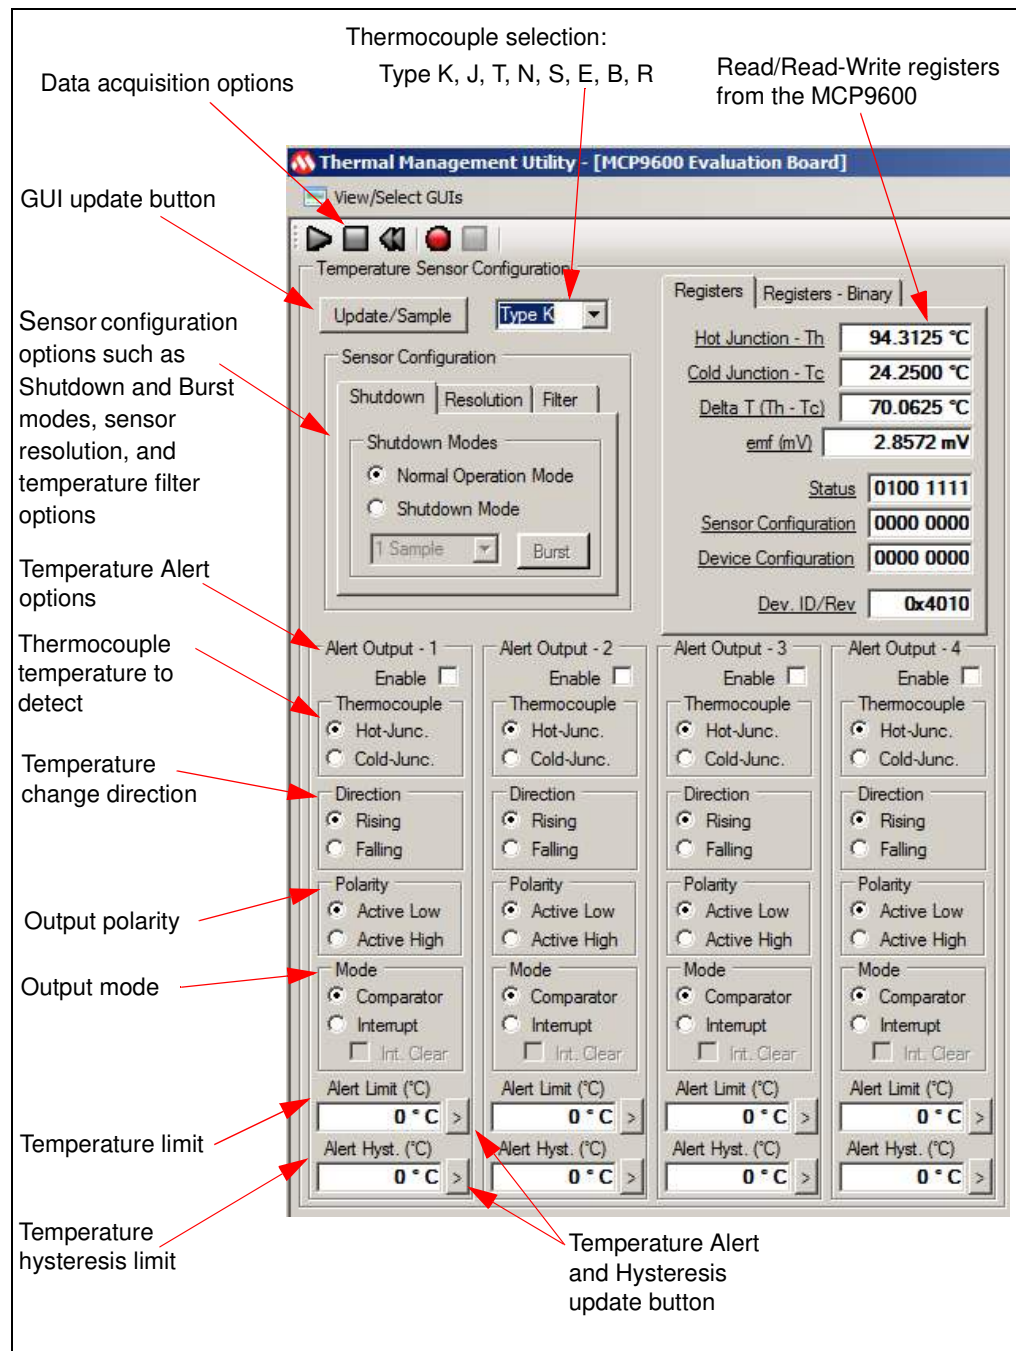 Thermocouple selection:
Type K, J, T, N, S, E, B, R
Data acquisition options
Read/Read-Write registers
from the MCP9600
GUI update button
Sensor configuration
options such as
Shutdown and Burst
modes, sensor
resolution, and
temperature filter
options
Temperature Alert
options
Thermocouple
temperature to
detect
Temperature
change direction
Output polarity
Output mode
Temperature limit
Temperature
hysteresis limit
Temperature Alert
and Hysteresis
update button
Thermal Management Utility - [MCP9600 Evaluation Board]
View/Select GUIs
Temperature Sensor Configuration
Update/Sample
Type K
Sensor Configuration
Shutdown Resolution Filter
Shutdown Modes
Normal Operation Mode
Shutdown Mode
1 Sample Burst
Registers Registers - Binary
Hot Junction - Th 94.3125 °C
Cold Junction - Tc 24.2500 °C
Delta T (Th - Tc) 70.0625 °C
emf (mV) 2.8572 mV
Status 0100 1111
Sensor Configuration 0000 0000
Device Configuration 0000 0000
Dev. ID/Rev 0x4010
Alert Output - 1
Enable
Thermocouple
Hot-Junc.
Cold-Junc.
Direction
Rising
Falling
Polarity
Active Low
Active High
Mode
Comparator
Interrupt
Int. Clear
Alert Limit (°C)
0 ° C >
Alert Hyst. (°C)
0 ° C >
Alert Output - 2
Enable
Thermocouple
Hot-Junc.
Cold-Junc.
Direction
Rising
Falling
Polarity
Active Low
Active High
Mode
Comparator
Interrupt
Int. Clear
Alert Limit (°C)
0 ° C >
Alert Hyst. (°C)
0 ° C >
Alert Output - 3
Enable
Thermocouple
Hot-Junc.
Cold-Junc.
Direction
Rising
Falling
Polarity
Active Low
Active High
Mode
Comparator
Interrupt
Int. Clear
Alert Limit (°C)
0 ° C >
Alert Hyst. (°C)
0 ° C >
Alert Output - 4
Enable
Thermocouple
Hot-Junc.
Cold-Junc.
Direction
Rising
Falling
Polarity
Active Low
Active High
Mode
Comparator
Interrupt
Int. Clear
Alert Limit (°C)
0 ° C >
Alert Hyst. (°C)
0 ° C >